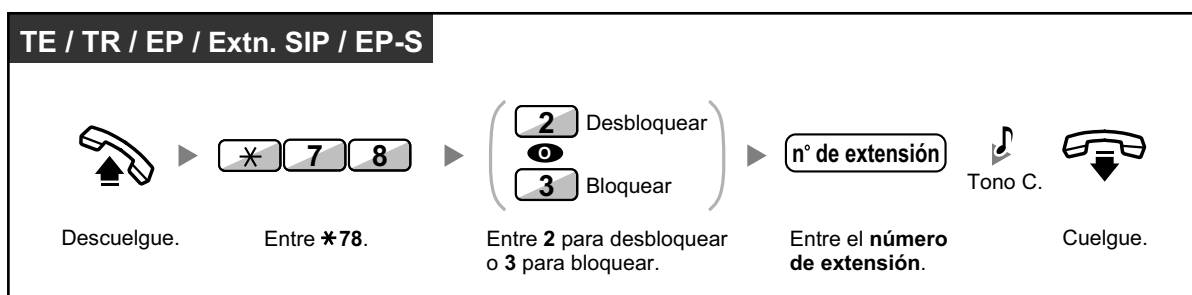 TE / TR / EP / Extn. SIP / EP-S
2 Desbloquear
✳ 7 8
O
n° de extensión
3 Bloquear
Tono C.
Descuelgue.
Entre ✳78.
Entre 2 para desbloquear
o 3 para bloquear.
Entre el número
de extensión.
Cuelgue.